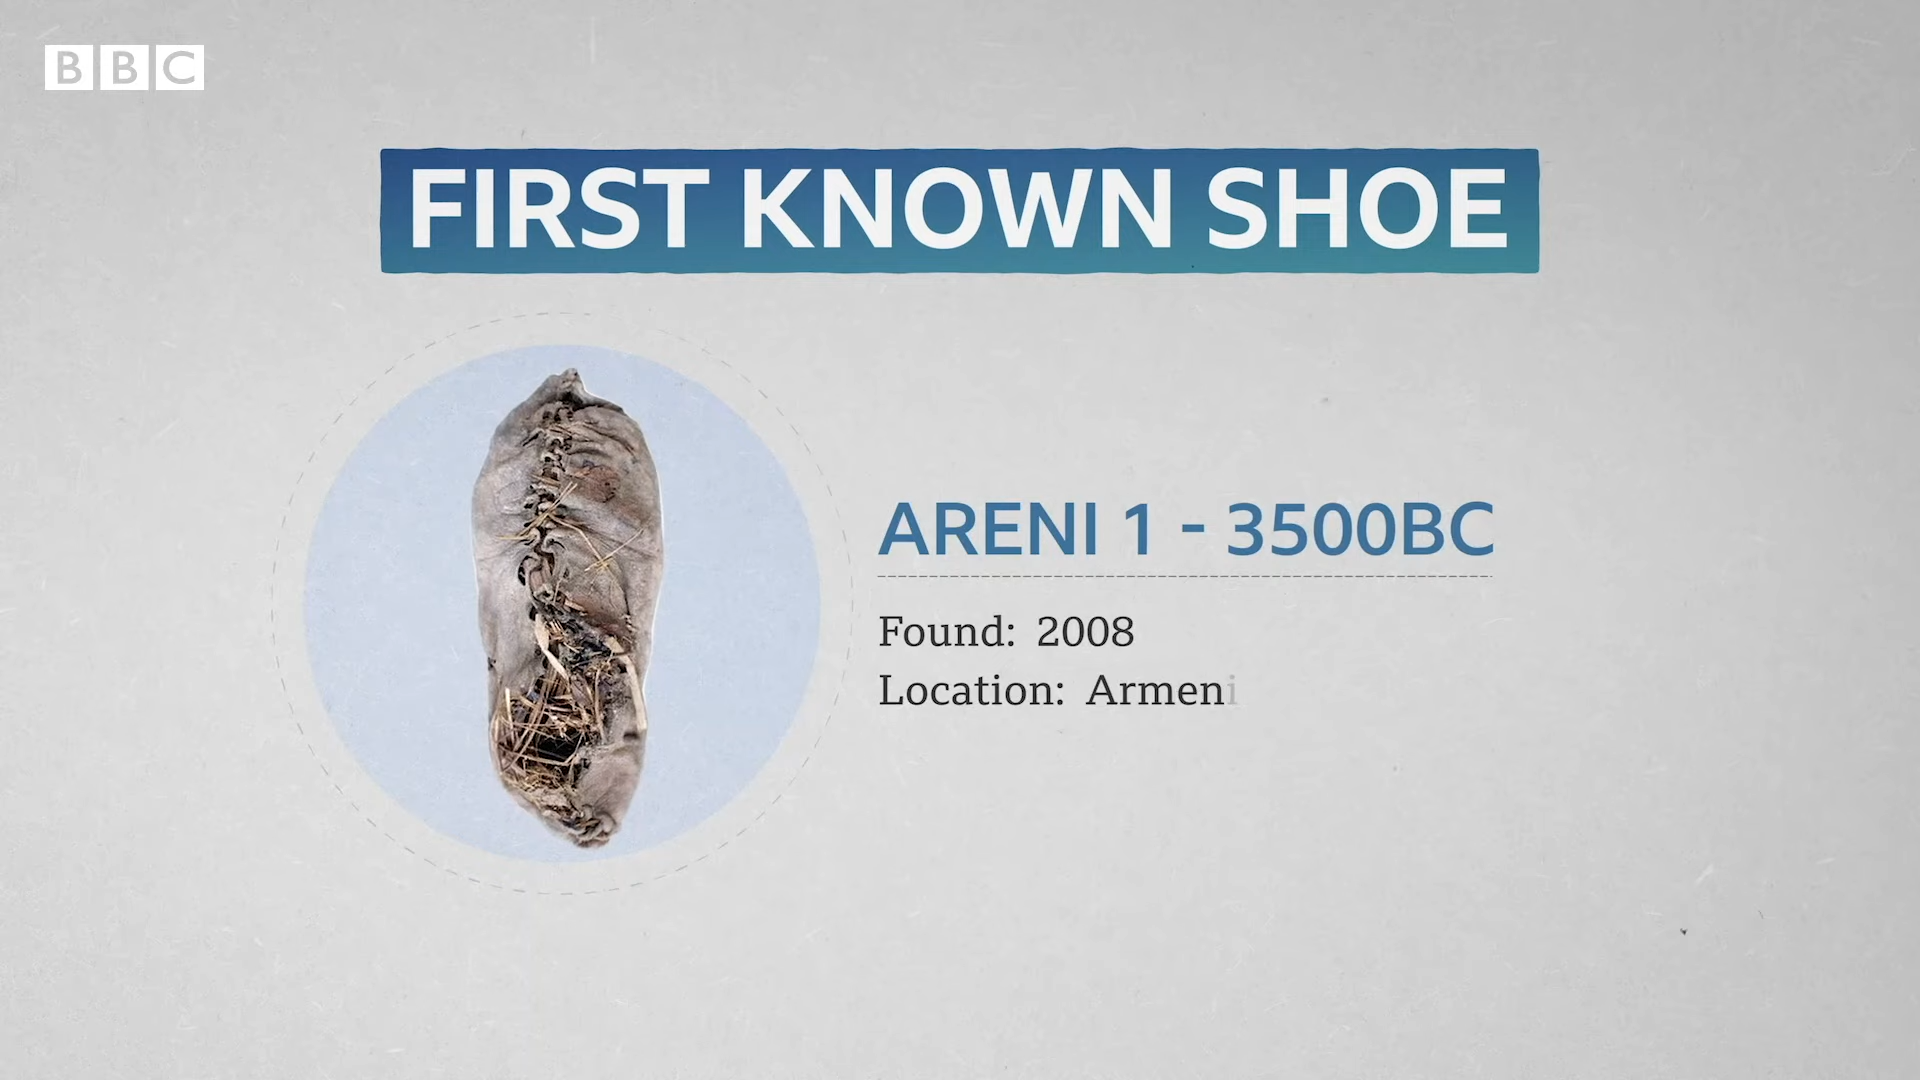 BBC
FIRST KNOWN SHOE
ARENI 1 - 3500BC
Found: 2008
Location: Armeni